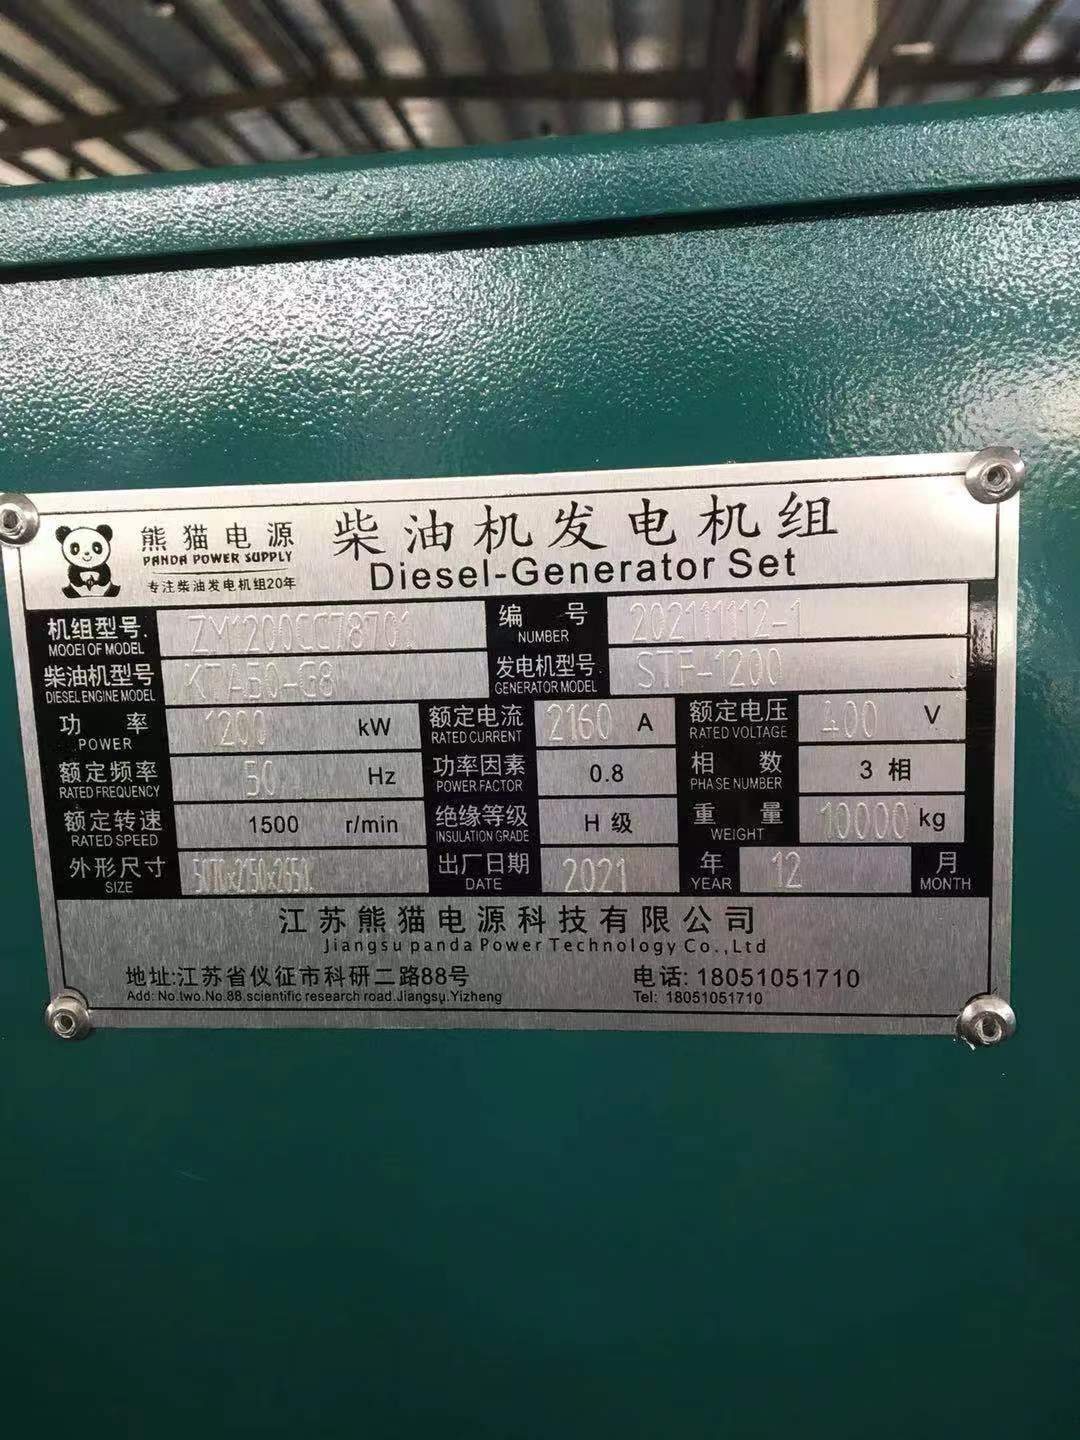 熊猫电源
PANDA POWER SUPPLY
专注柴油发电机组20年
柴油机发电机组
Diesel-Generator Set
机组型号. ZM1200CC78701 编 号 202111112-1
MOOEI OF MODEL NUMBER
柴油机型号 KTA50-G8 发电机型号. STF-1200
DIESEL ENGINE MODEL GENERATOR MODEL
功 率 1200 kW 额定电流 2160 A 额定电压 400 V
POWER RATED CURRENT RATED VOLTAGE
额定频率 50 Hz 功率因素 0.8 相 数 3 相
RATED FREQUENCY POWER FACTOR PHASE NUMBER
额定转速 1500 r/min 绝缘等级 H 级 重 量 10000 kg
RATED SPEED INSULATION GRADE WEIGHT
外形尺寸 出厂日期 2021 年 12 月
SIZE DATE YEAR MONTH
江苏熊猫电源科技有限公司
Jiangsu panda Power Technology Co.,Ltd
地址:江苏省仪征市科研二路88号 电话: 18051051710
Add: No.two.No.88.scientific research road.Jiangsu.Yizheng Tel: 18051051710